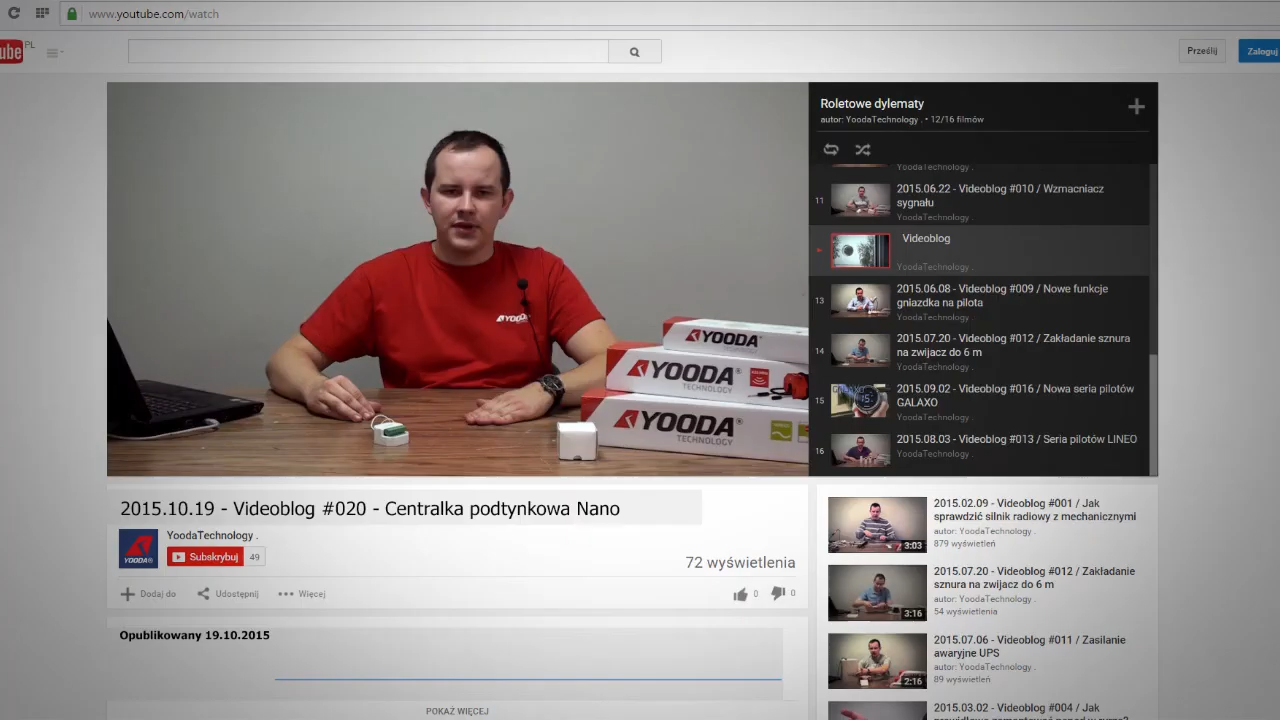 www.youtube.com/watch
ube PL
Prześlij
Zaloguj
Roletowe dylematy
autor: YoodaTechnology . • 12/16 filmów
YoodaTechnology .
11
2015.06.22 - Videoblog #010 / Wzmacniacz
sygnału
YoodaTechnology .
Videoblog
YoodaTechnology .
13
2015.06.08 - Videoblog #009 / Nowe funkcje
gniazdka na pilota
YoodaTechnology .
14
2015.07.20 - Videoblog #012 / Zakładanie sznura
na zwijacz do 6 m
YoodaTechnology .
15
2015.09.02 - Videoblog #016 / Nowa seria pilotów
GALAXO
YoodaTechnology .
16
2015.08.03 - Videoblog #013 / Seria pilotów LINEO
YoodaTechnology .
YOODA
YOODA
YOODA
TECHNOLOGY
YOODA
TECHNOLOGY
2015.10.19 - Videoblog #020 - Centralka podtynkowa Nano
YOODA
YoodaTechnology .
Subskrybuj 49
72 wyświetlenia
Dodaj do
Udostępnij
Więcej
0
0
Opublikowany 19.10.2015
POKAŻ WIĘCEJ
2015.02.09 - Videoblog #001 / Jak
sprawdzić silnik radiowy z mechanicznymi
autor: YoodaTechnology .
879 wyświetleń
3:03
2015.07.20 - Videoblog #012 / Zakładanie
sznura na zwijacz do 6 m
autor: YoodaTechnology .
54 wyświetlenia
3:16
2015.07.06 - Videoblog #011 / Zasilanie
awaryjne UPS
autor: YoodaTechnology .
89 wyświetleń
2:16
2015.03.02 - Videoblog #004 / Jak